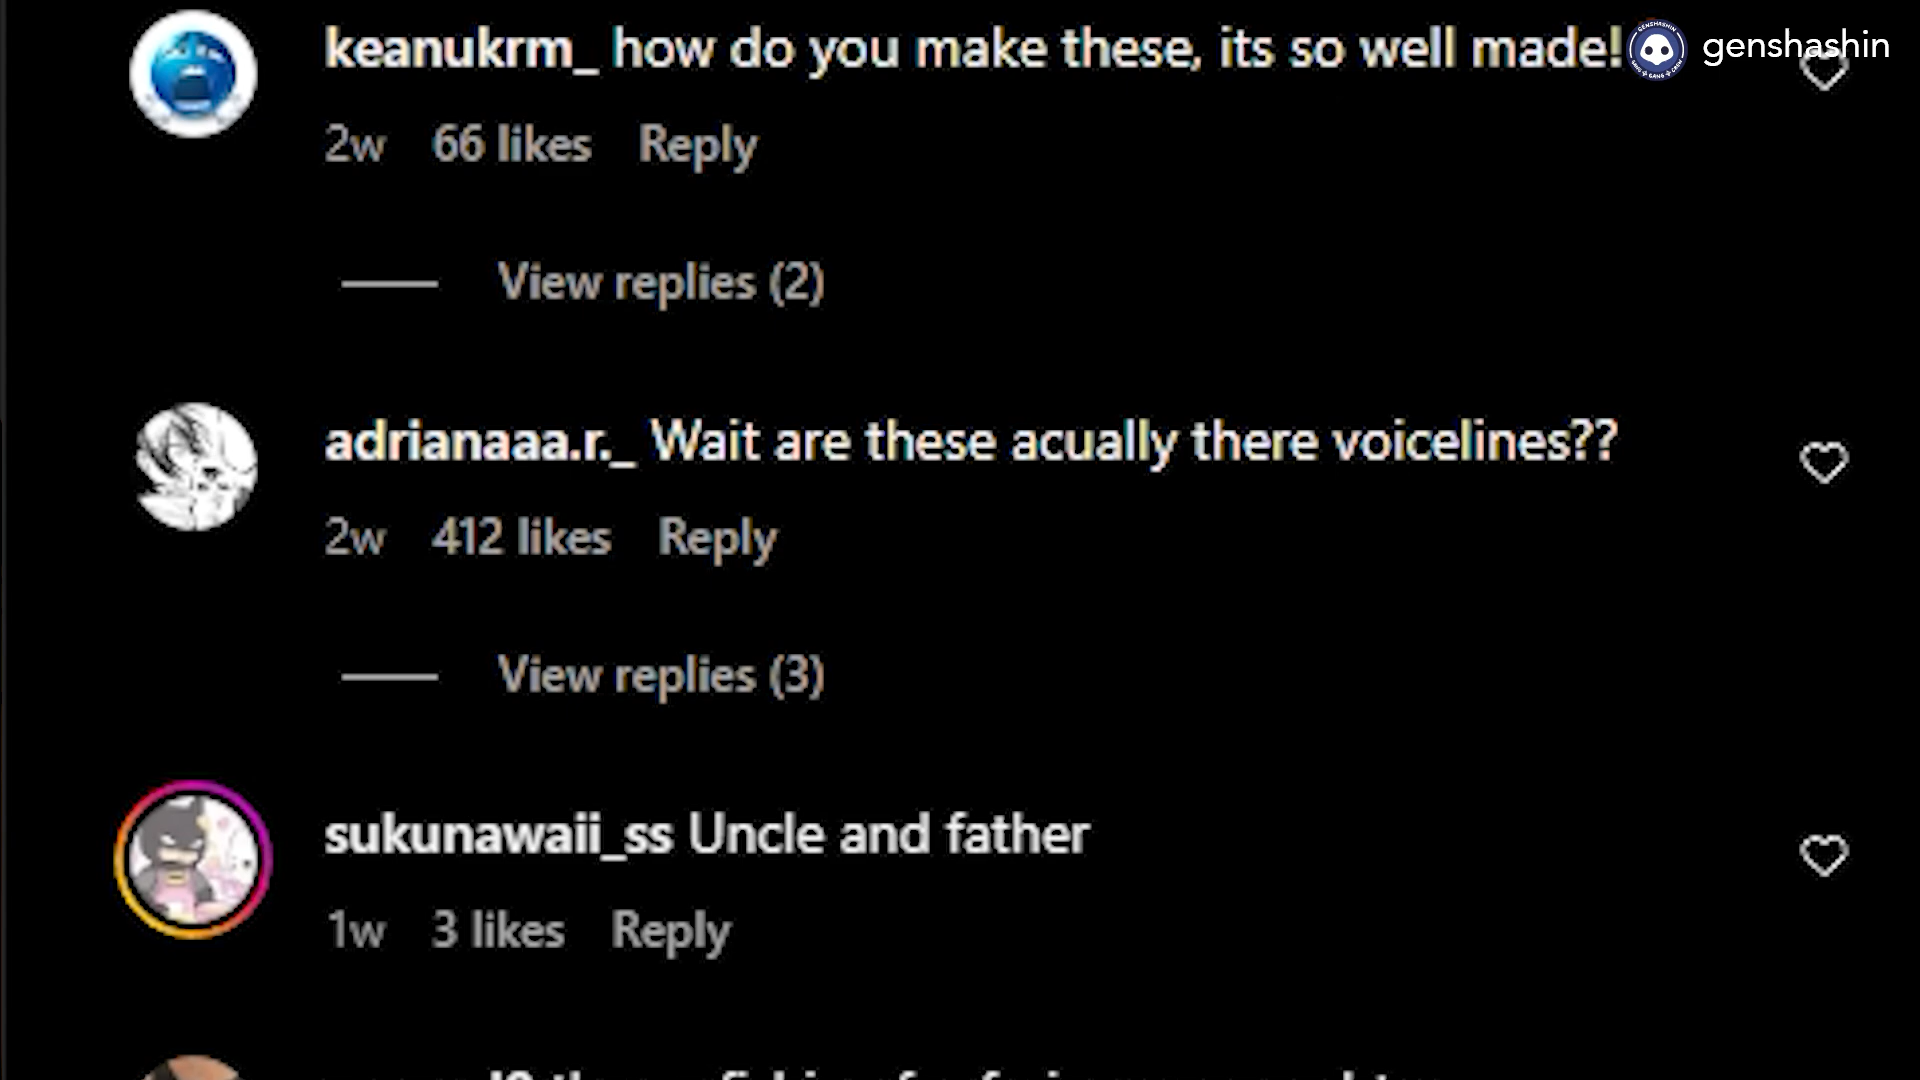 keanukrm_ how do you make these, its so well made!
genshashin
2w 66 likes Reply
View replies (2)
adrianaaa.r._ Wait are these acually there voicelines??
2w 412 likes Reply
View replies (3)
sukunawaii_ss Uncle and father
1w 3 likes Reply